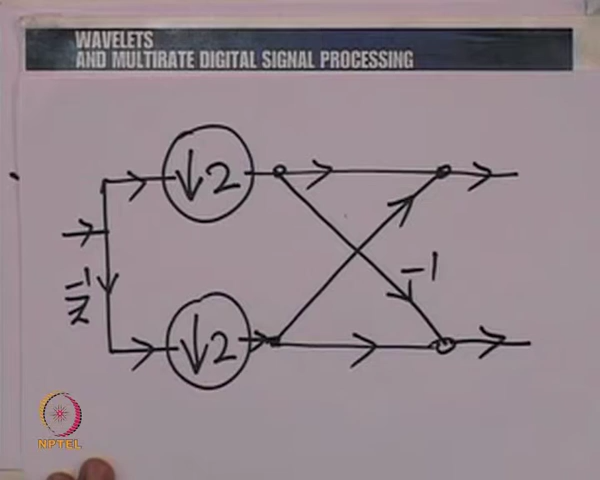 WAVELETS
AND MULTIRATE DIGITAL SIGNAL PROCESSING
↓2
-1
z⁻¹
↓2
NPTEL